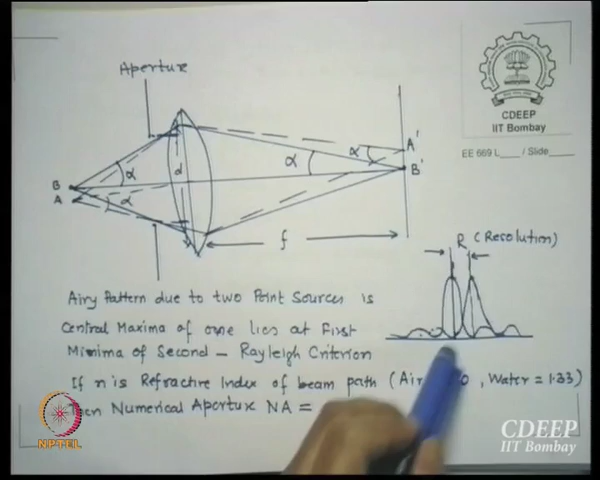 Aperture
CDEEP
IIT Bombay
EE 669 L___ / Slide___
α
α
α
α
d
B
A
A'
B'
f
R (Resolution)
Airy Pattern due to two Point Sources is
Central Maxima of one lies at First
Minima of Second - Rayleigh Criterion
If n is Refractive Index of beam path (Air 0, Water = 1.33)
Then Numerical Aperture NA =
NPTEL
CDEEP
IIT Bombay